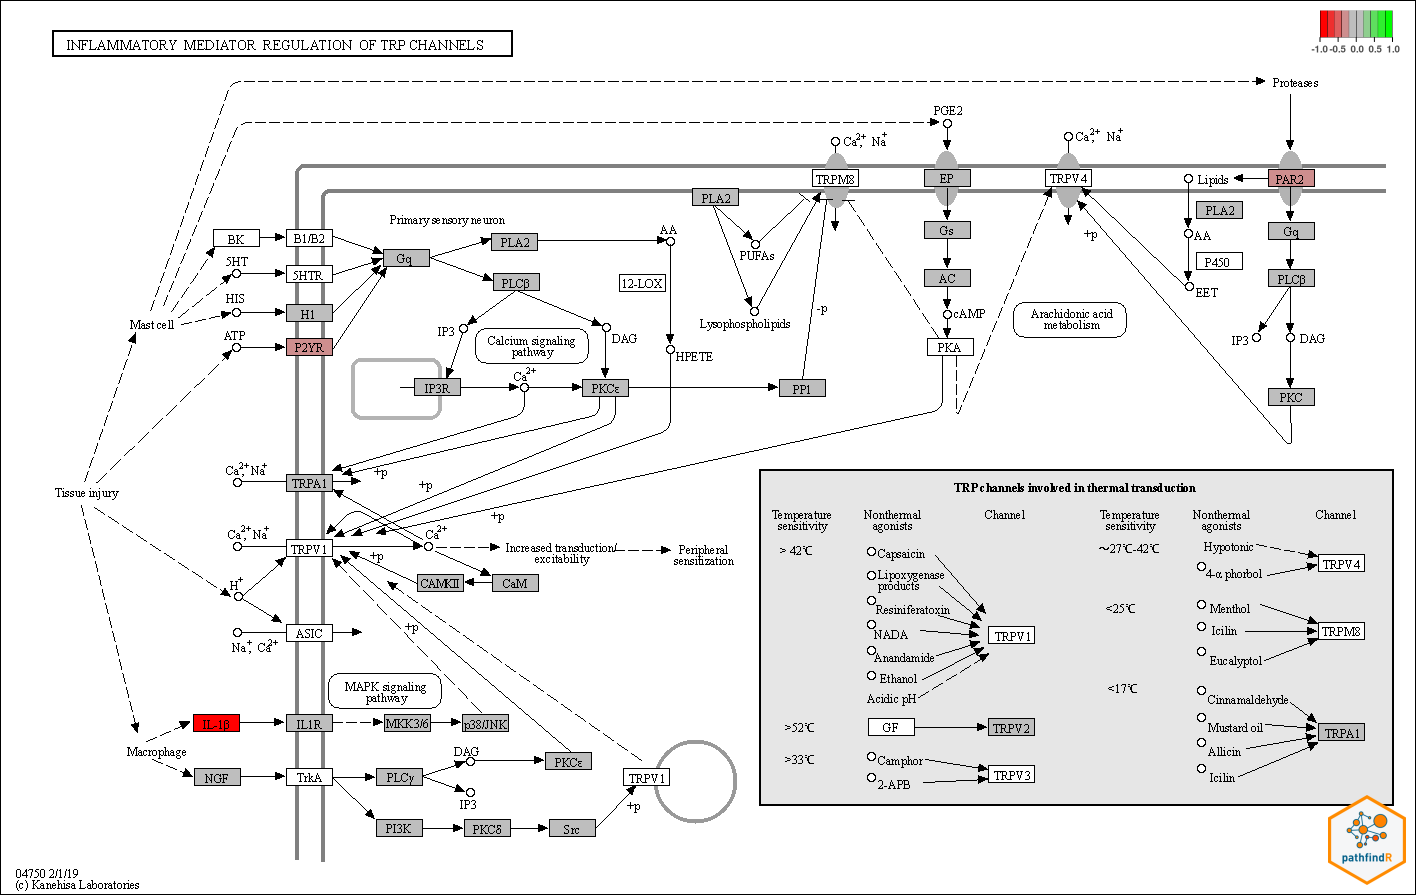 INFLAMMATORY MEDIATOR REGULATION OF TRP CHANNELS
-1.0 -0.5 0.0 0.5 1.0
Proteases
PGE2
Ca2+, Na+
Ca2+, Na+
TRPM8
EP
TRPV4
Lipids
PAR2
PLA2
PLA2
Primary sensory neuron
BK
B1/B2
Gq
PLA2
AA
Gs
AA
Gq
5HT
5HTR
PUFAs
P450
12-LOX
PLCβ
AC
PLCβ
EET
HIS
H1
Mast cell
IP3
DAG
Lysophospholipids
-p
cAMP
Arachidonic acid
metabolism
+p
ATP
P2YR
Calcium signaling
pathway
HPETE
PKA
IP3
DAG
IP3R
Ca2+
PKCε
PP1
PKC
Ca2+, Na+
TRPA1
+p
+p
+p
Tissue injury
Ca2+, Na+
TRPV1
Ca2+
Increased transduction/
excitability
Peripheral
sensitization
+p
CAMKII
CaM
H+
ASIC
Na+, Ca2+
+p
MAPK signaling
pathway
IL-1β
IL1R
MKK3/6
p38/JNK
Macrophage
NGF
TrkA
PLCγ
DAG
IP3
PKCε
TRPV1
+p
PI3K
PKCδ
Src
TRP channels involved in thermal transduction
Temperature
sensitivity
Nonthermal
agonists
Channel
Temperature
sensitivity
Nonthermal
agonists
Channel
> 42℃
Capsaicin
Lipoxygenase
products
Resiniferatoxin
NADA
Anandamide
Ethanol
Acidic pH
TRPV1
>52℃
GF
TRPV2
>33℃
Camphor
2-APB
TRPV3
~27℃-42℃
Hypotonic
4-α phorbol
TRPV4
<25℃
Menthol
Icilin
Eucalyptol
TRPM8
<17℃
Cinnamaldehyde
Mustard oil
Allicin
Icilin
TRPA1
04750 2/1/19
(c) Kanehisa Laboratories
pathfindR